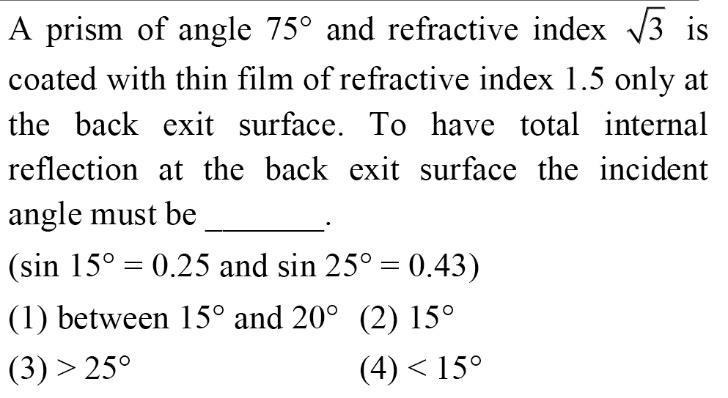 A prism of angle 75° and refractive index √3 is
coated with thin film of refractive index 1.5 only at
the back exit surface. To have total internal
reflection at the back exit surface the incident
angle must be ________.
(sin 15° = 0.25 and sin 25° = 0.43)
(1) between 15° and 20° (2) 15°
(3) > 25° (4) < 15°